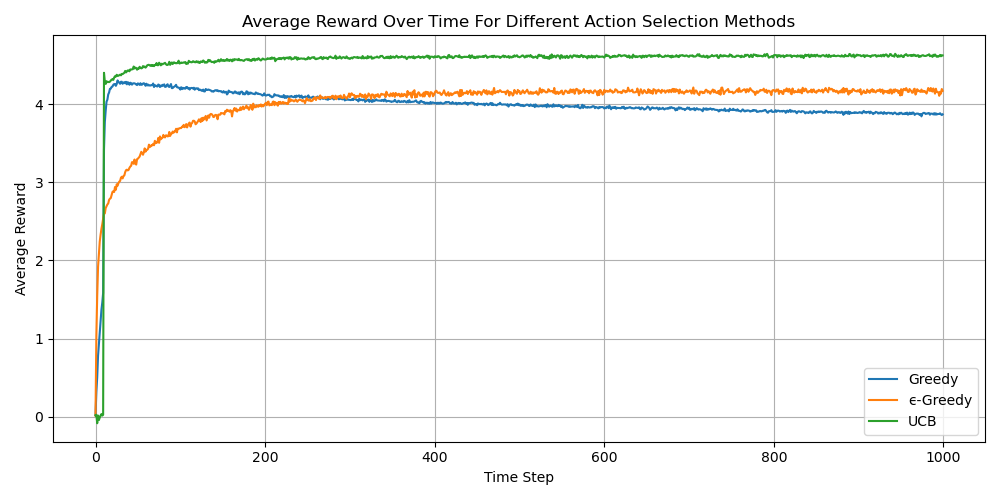 Average Reward Over Time For Different Action Selection Methods
Average Reward
4
3
2
1
0
0 200 400 600 800 1000
Time Step
Greedy
ϵ-Greedy
UCB